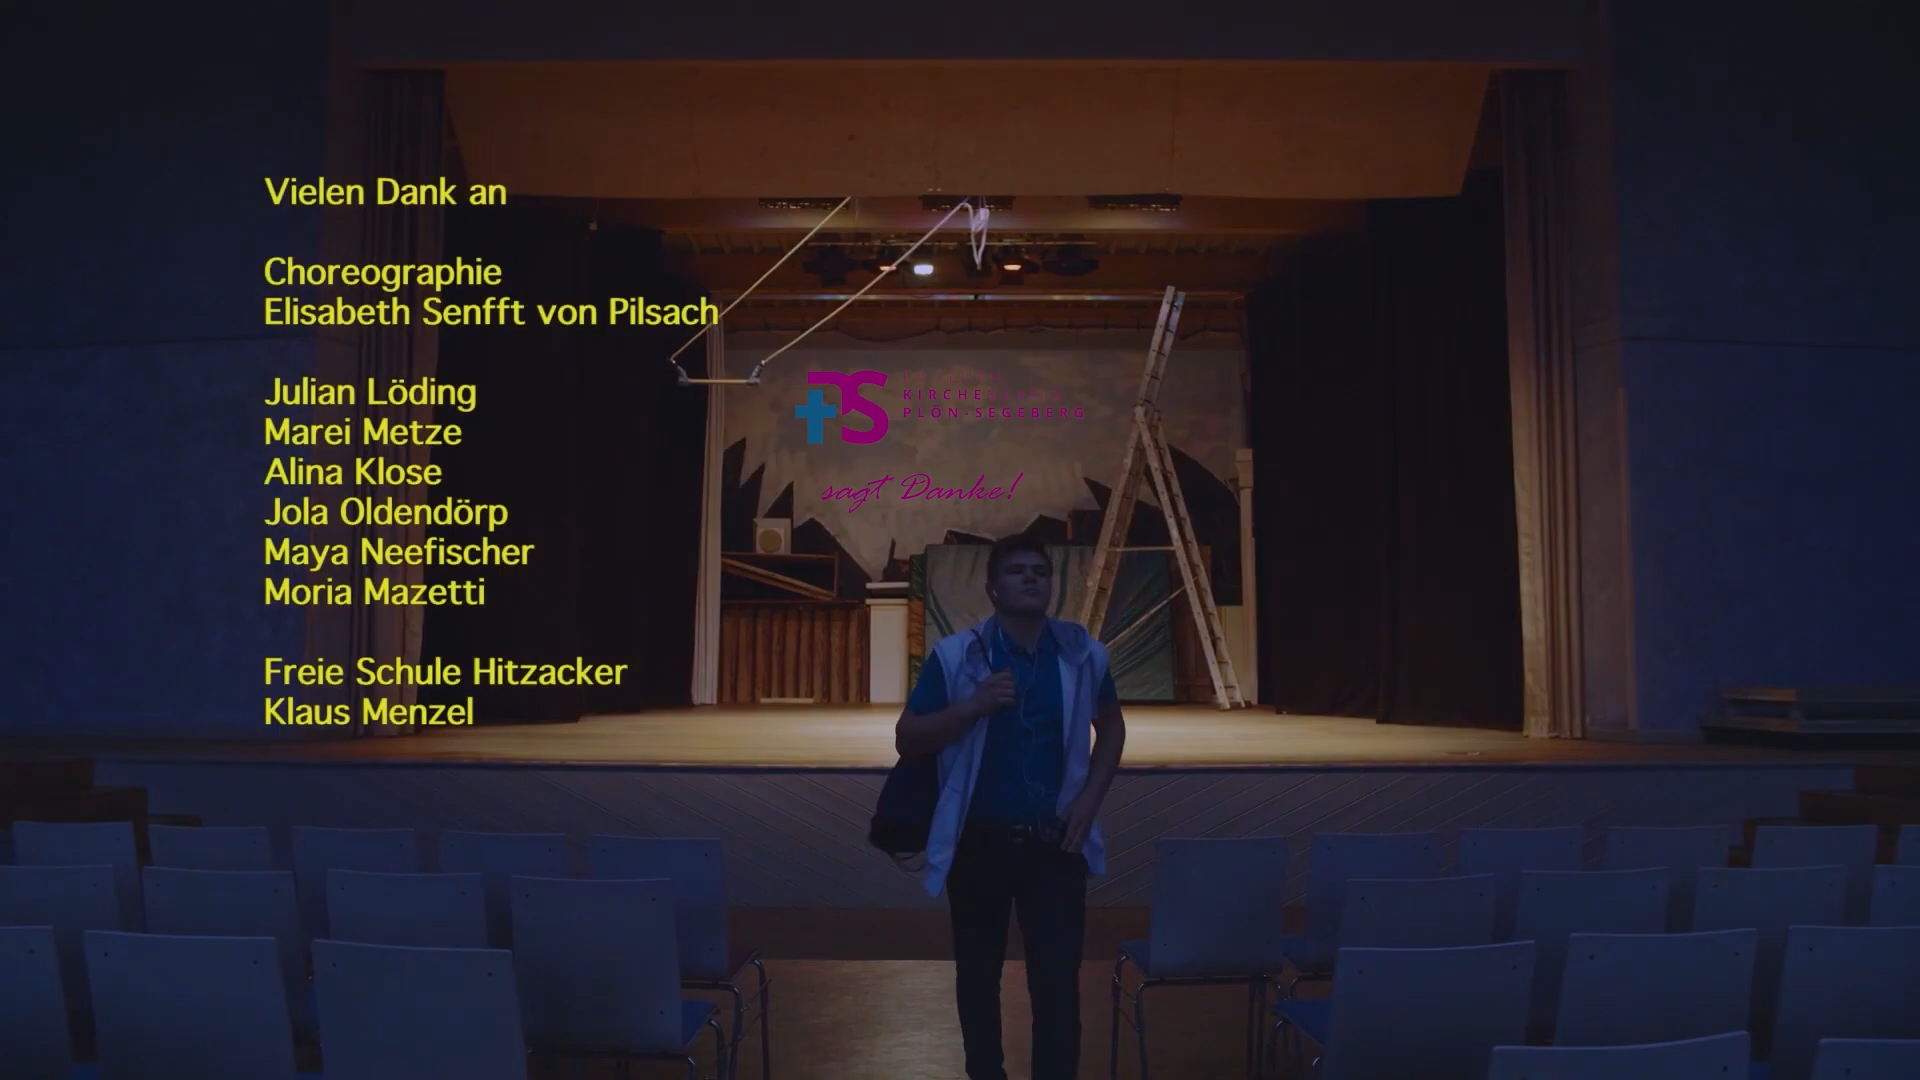 Vielen Dank an
Choreographie
Elisabeth Senfft von Pilsach
Julian Löding
Marei Metze
Alina Klose
Jola Oldendörp
Maya Neefischer
Moria Mazetti
Freie Schule Hitzacker
Klaus Menzel
PS
PLÖN-SEGEBERG
sagt Danke!